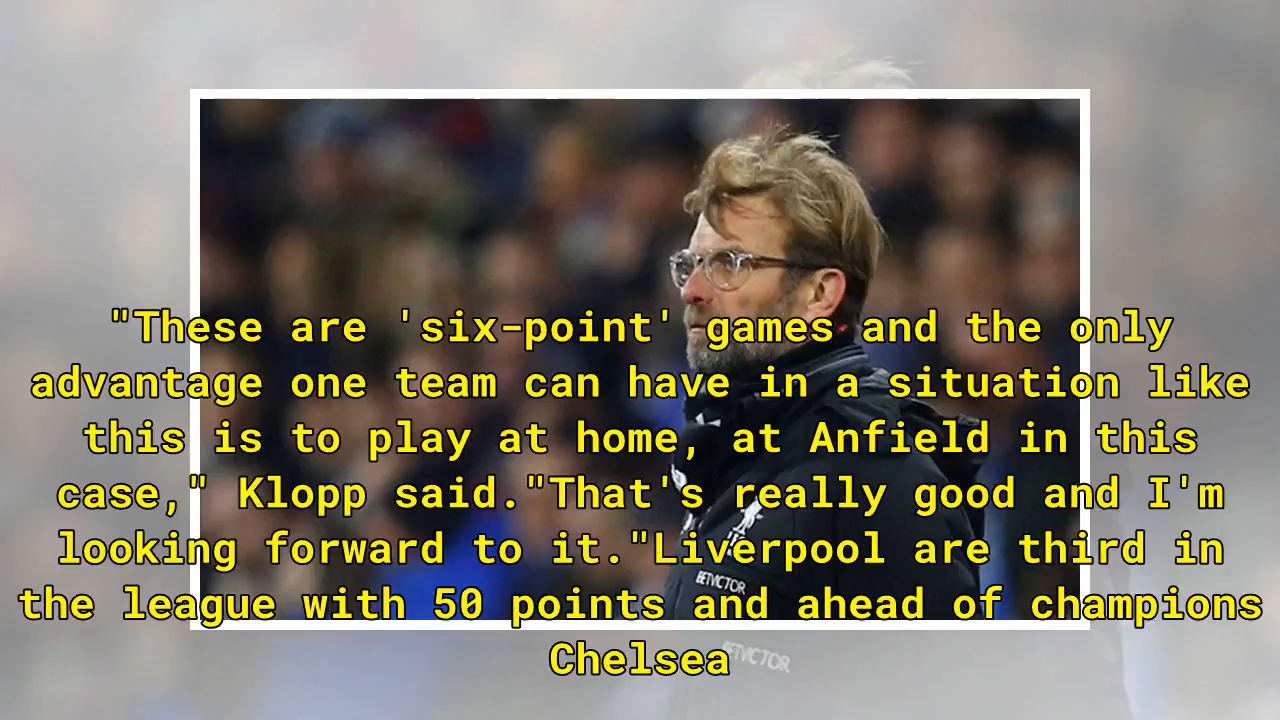 "These are 'six-point' games and the only
advantage one team can have in a situation like
this is to play at home, at Anfield in this
case," Klopp said."That's really good and I'm
looking forward to it."Liverpool are third in
the league with 50 points and ahead of champions
Chelsea
BETVICTOR
BETVICTOR